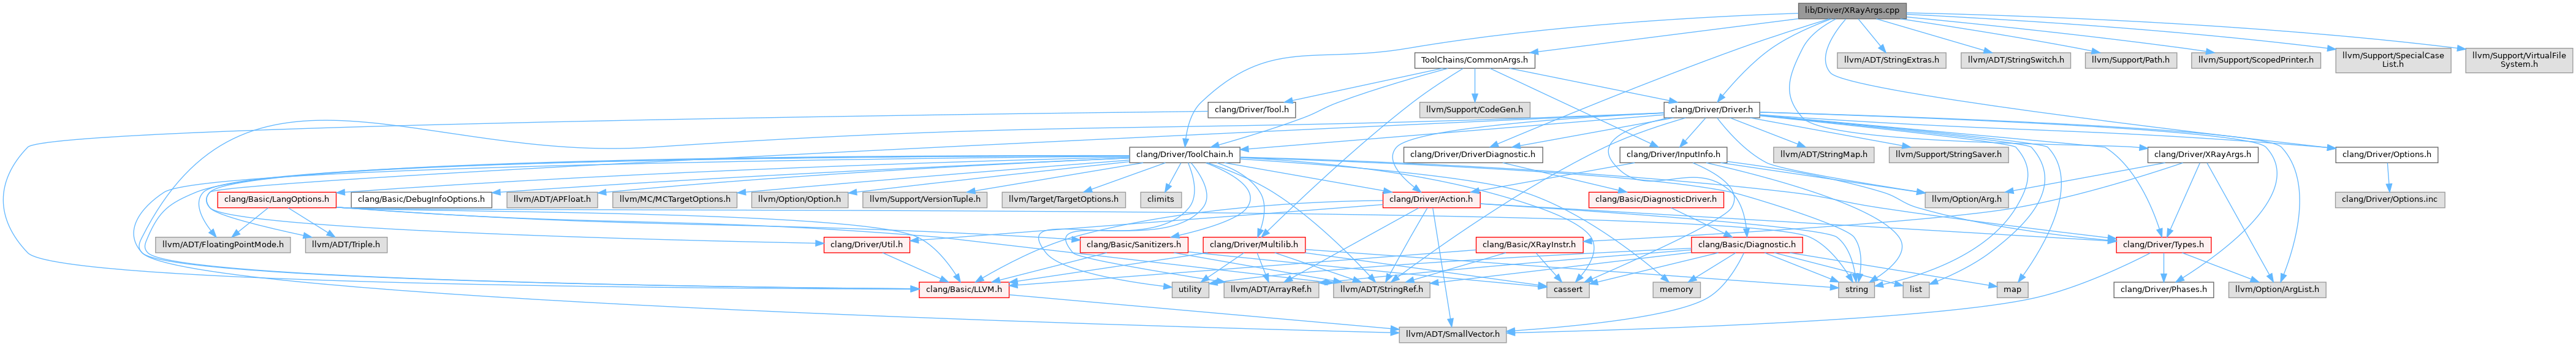 lib/Driver/XRayArgs.cpp
ToolChains/CommonArgs.h
llvm/ADT/StringExtras.h
llvm/ADT/StringSwitch.h
llvm/Support/Path.h
llvm/Support/ScopedPrinter.h
llvm/Support/SpecialCase
List.h
llvm/Support/VirtualFile
System.h
clang/Driver/Tool.h
llvm/Support/CodeGen.h
clang/Driver/Driver.h
clang/Driver/ToolChain.h
clang/Driver/DriverDiagnostic.h
clang/Driver/InputInfo.h
llvm/ADT/StringMap.h
llvm/Support/StringSaver.h
clang/Driver/XRayArgs.h
clang/Driver/Options.h
clang/Basic/LangOptions.h
clang/Basic/DebugInfoOptions.h
llvm/ADT/APFloat.h
llvm/MC/MCTargetOptions.h
llvm/Option/Option.h
llvm/Support/VersionTuple.h
llvm/Target/TargetOptions.h
climits
clang/Driver/Action.h
clang/Basic/DiagnosticDriver.h
llvm/Option/Arg.h
clang/Driver/Options.inc
llvm/ADT/FloatingPointMode.h
llvm/ADT/Triple.h
clang/Driver/Util.h
clang/Basic/Sanitizers.h
clang/Driver/Multilib.h
clang/Basic/XRayInstr.h
clang/Basic/Diagnostic.h
clang/Driver/Types.h
clang/Basic/LLVM.h
utility
llvm/ADT/ArrayRef.h
llvm/ADT/StringRef.h
cassert
memory
string
list
map
clang/Driver/Phases.h
llvm/Option/ArgList.h
llvm/ADT/SmallVector.h